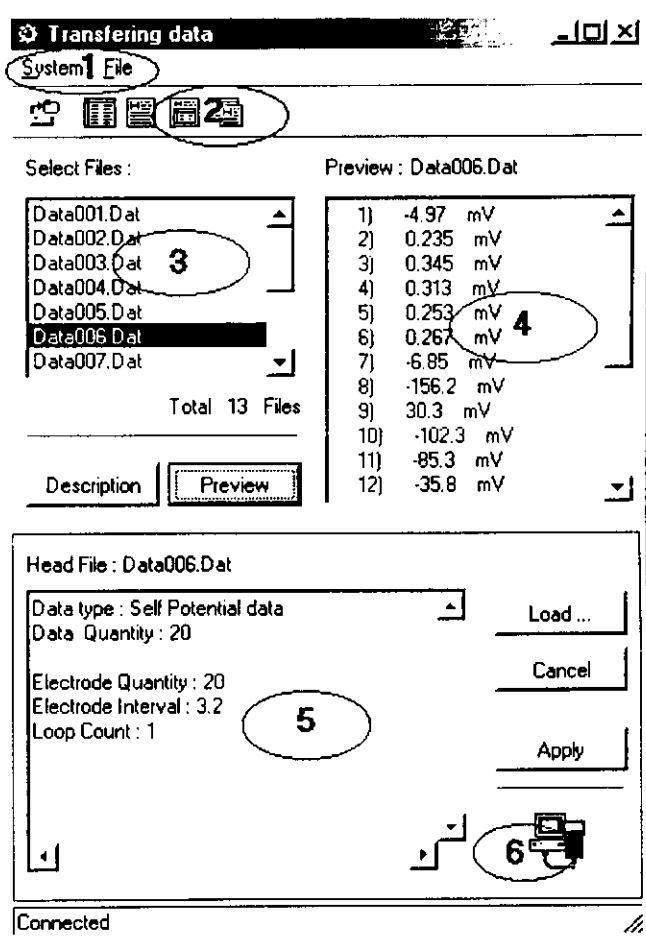 Transfering data
System 1 File
2
Select Files :
Data001.Dat
Data002.Dat
Data003.Dat
Data004.Dat
Data005.Dat
Data006.Dat
Data007.Dat
3
Total 13 Files
Description
Preview
Preview : Data006.Dat
1) -4.97 mV
2) 0.235 mV
3) 0.345 mV
4) 0.313 mV
5) 0.253 mV
6) 0.267 mV
7) -6.85 mV
8) -156.2 mV
9) 30.3 mV
10) -102.3 mV
11) -85.3 mV
12) -35.8 mV
4
Head File : Data006.Dat
Data type : Self Potential data
Data Quantity : 20
Electrode Quantity : 20
Electrode Interval : 3.2
Loop Count : 1
5
Load ...
Cancel
Apply
6
Connected